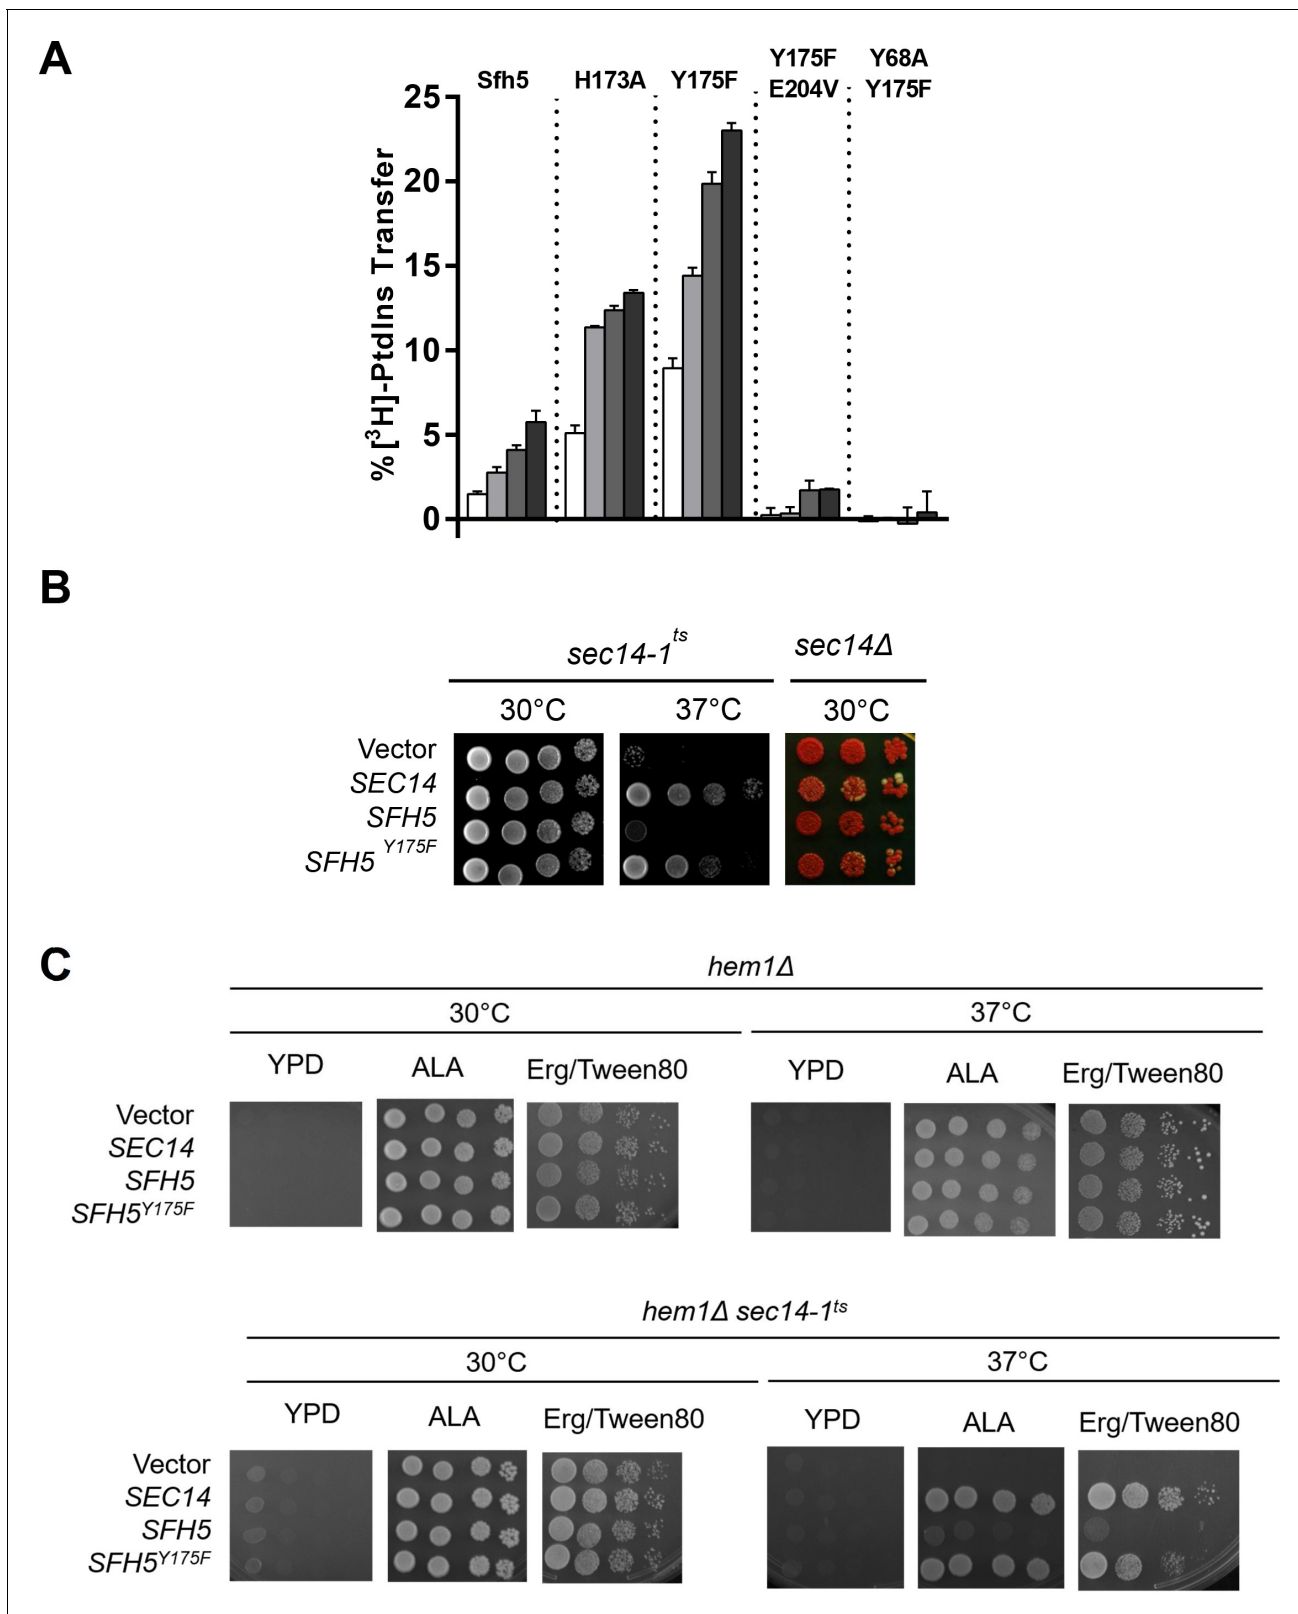 A
Sfh5
H173A
Y175F
Y175F
E204V
Y68A
Y175F
25
20
15
10
5
0
% [³H]-PtdIns Transfer
B
sec14-1ᵗˢ
sec14Δ
30°C
37°C
30°C
Vector
SEC14
SFH5
SFH5 Y175F
C
hem1Δ
30°C
37°C
YPD
ALA
Erg/Tween80
YPD
ALA
Erg/Tween80
Vector
SEC14
SFH5
SFH5Y175F
hem1Δ sec14-1ᵗˢ
30°C
37°C
YPD
ALA
Erg/Tween80
YPD
ALA
Erg/Tween80
Vector
SEC14
SFH5
SFH5Y175F